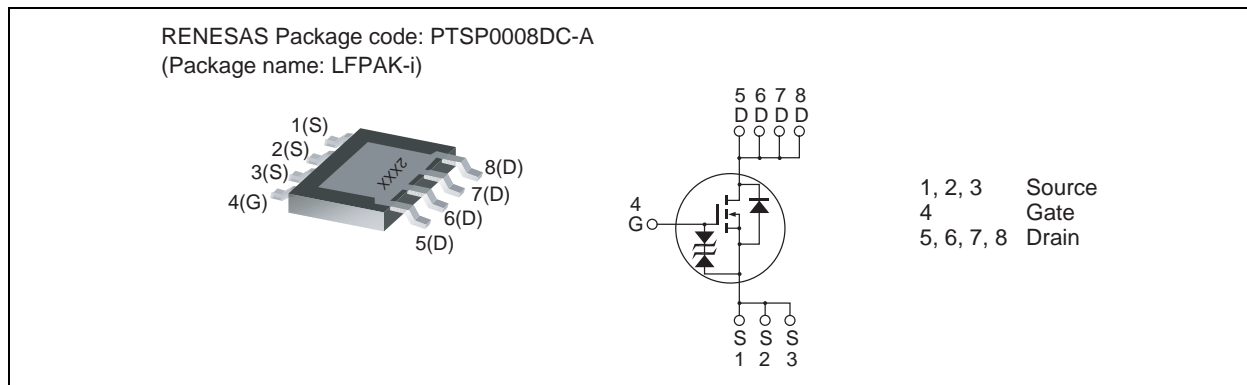 RENESAS Package code: PTSP0008DC-A
(Package name: LFPAK-i)
1(S)
2(S)
3(S)
4(G)
2XXX
8(D)
7(D)
6(D)
5(D)
5 6 7 8
D D D D
4
G
S S S
1 2 3
1, 2, 3 Source
4 Gate
5, 6, 7, 8 Drain